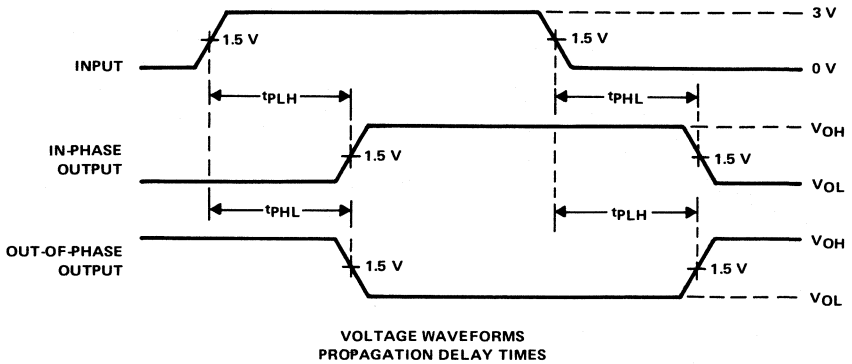 3 V
1.5 V
1.5 V
INPUT
0 V
tPLH
tPHL
VOH
IN-PHASE
OUTPUT
1.5 V
1.5 V
VOL
tPHL
tPLH
VOH
OUT-OF-PHASE
OUTPUT
1.5 V
1.5 V
VOL
VOLTAGE WAVEFORMS
PROPAGATION DELAY TIMES